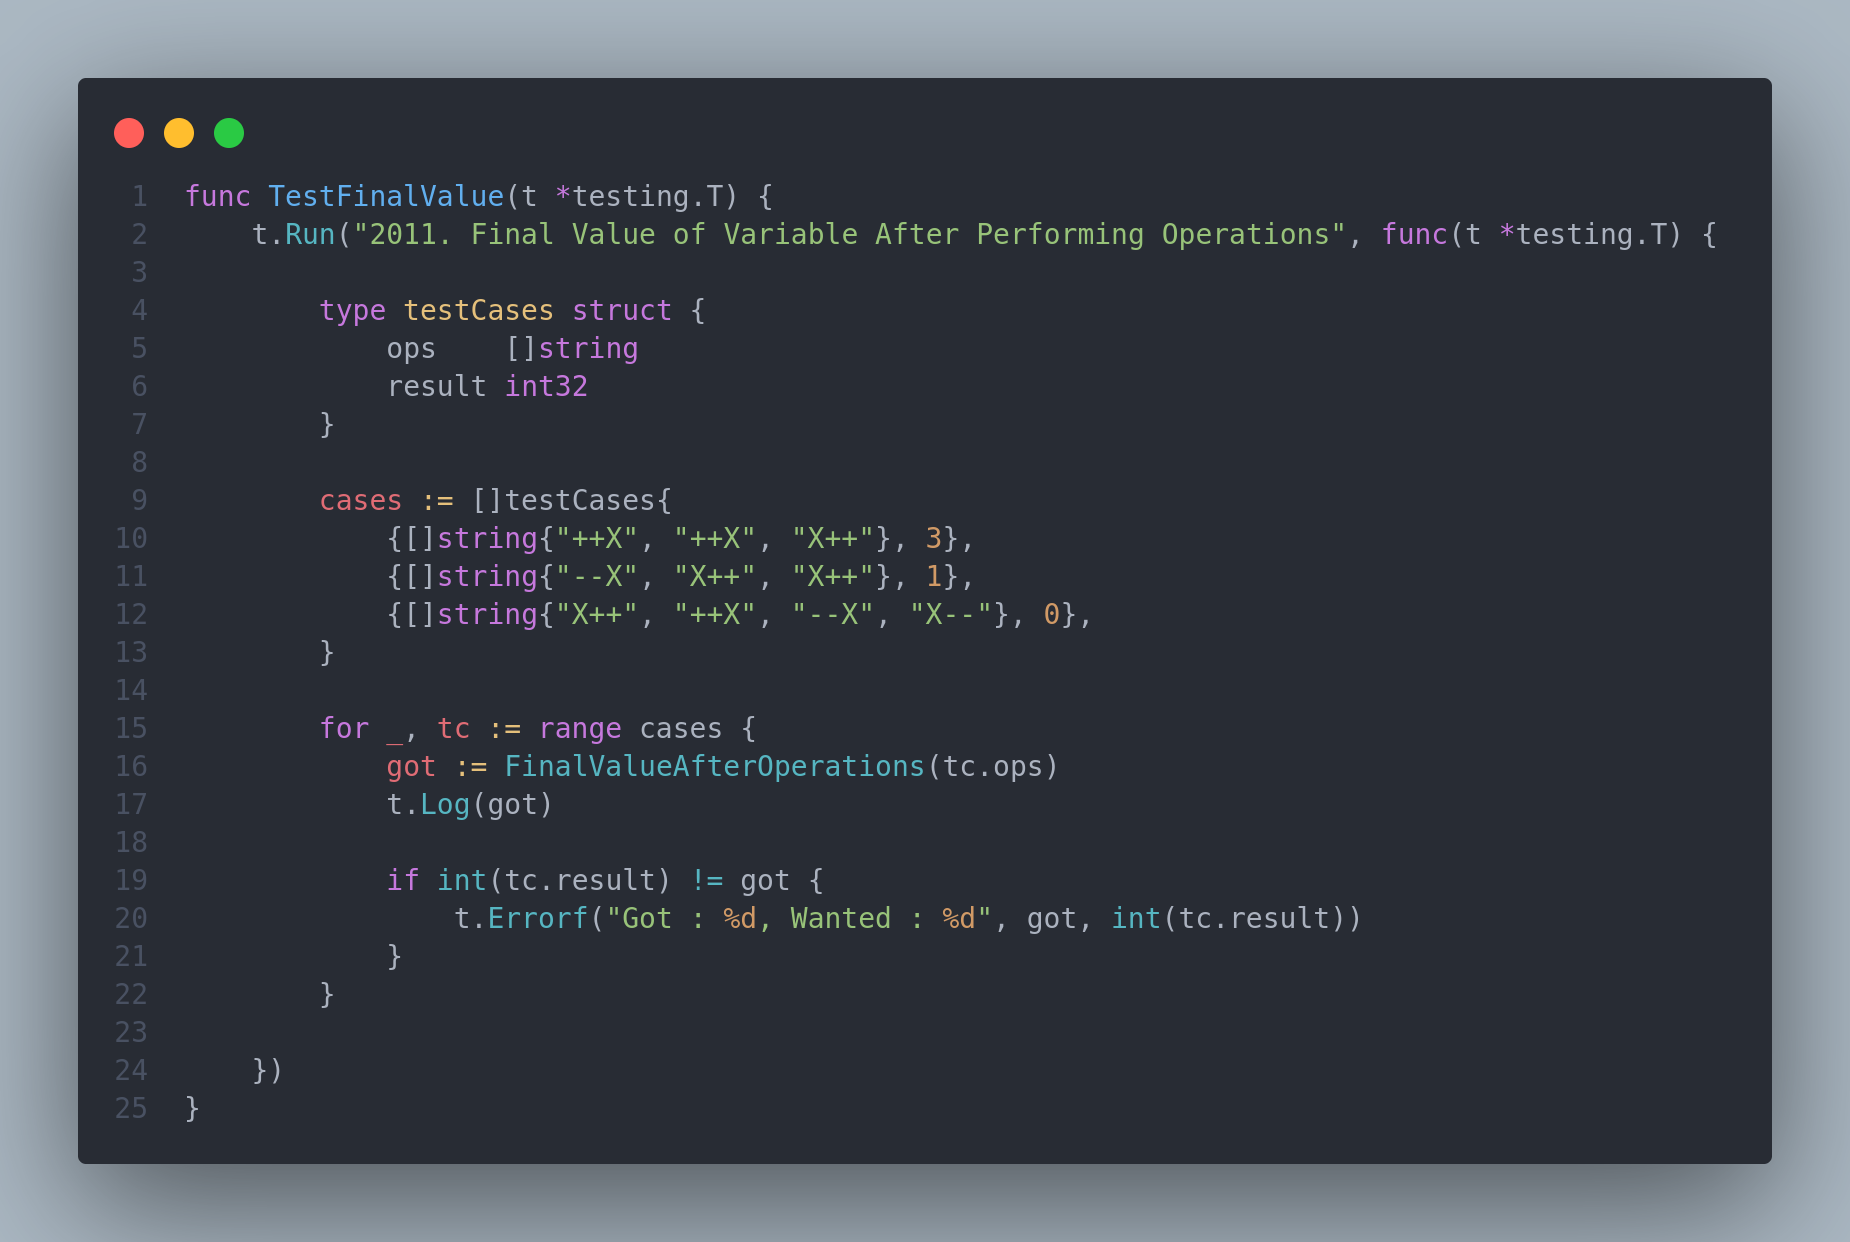 1 func TestFinalValue(t *testing.T) {
2     t.Run("2011. Final Value of Variable After Performing Operations", func(t *testing.T) {
3
4         type testCases struct {
5             ops    []string
6             result int32
7         }
8
9         cases := []testCases{
10             {[]string{"++X", "++X", "X++"}, 3},
11             {[]string{"--X", "X++", "X++"}, 1},
12             {[]string{"X++", "++X", "--X", "X--"}, 0},
13         }
14
15         for _, tc := range cases {
16             got := FinalValueAfterOperations(tc.ops)
17             t.Log(got)
18
19             if int(tc.result) != got {
20                 t.Errorf("Got : %d, Wanted : %d", got, int(tc.result))
21             }
22         }
23
24     })
25 }